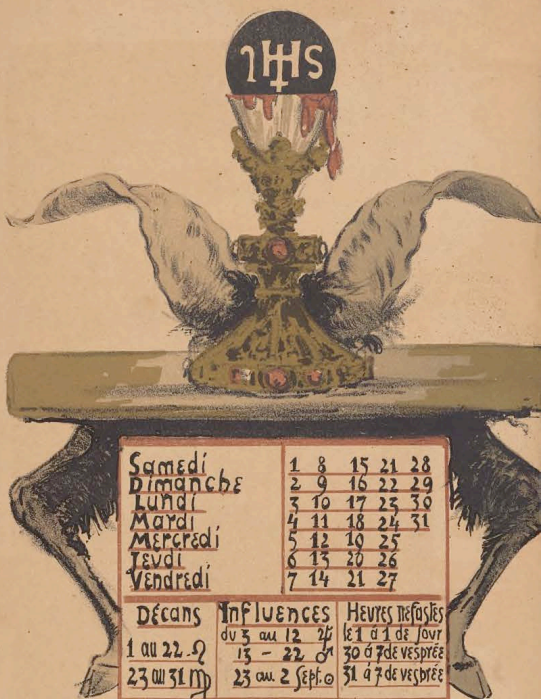 IHS
Samedi 1 8 15 21 28
Dimanche 2 9 16 22 29
Lundi 3 10 17 23 30
Mardi 4 11 18 24 31
Mercredi 5 12 19 25
Jeudi 6 13 20 26
Vendredi 7 14 21 27
Décans
1 au 22 ♌
23 au 31 ♍
Influences
du 3 au 12 ♃
13 - 22 ♂
23 au 2 Sept. ☉
Heures néfastes
le 1 à 1 de Jour
30 à 7 de vesprée
31 à 7 de vesprée